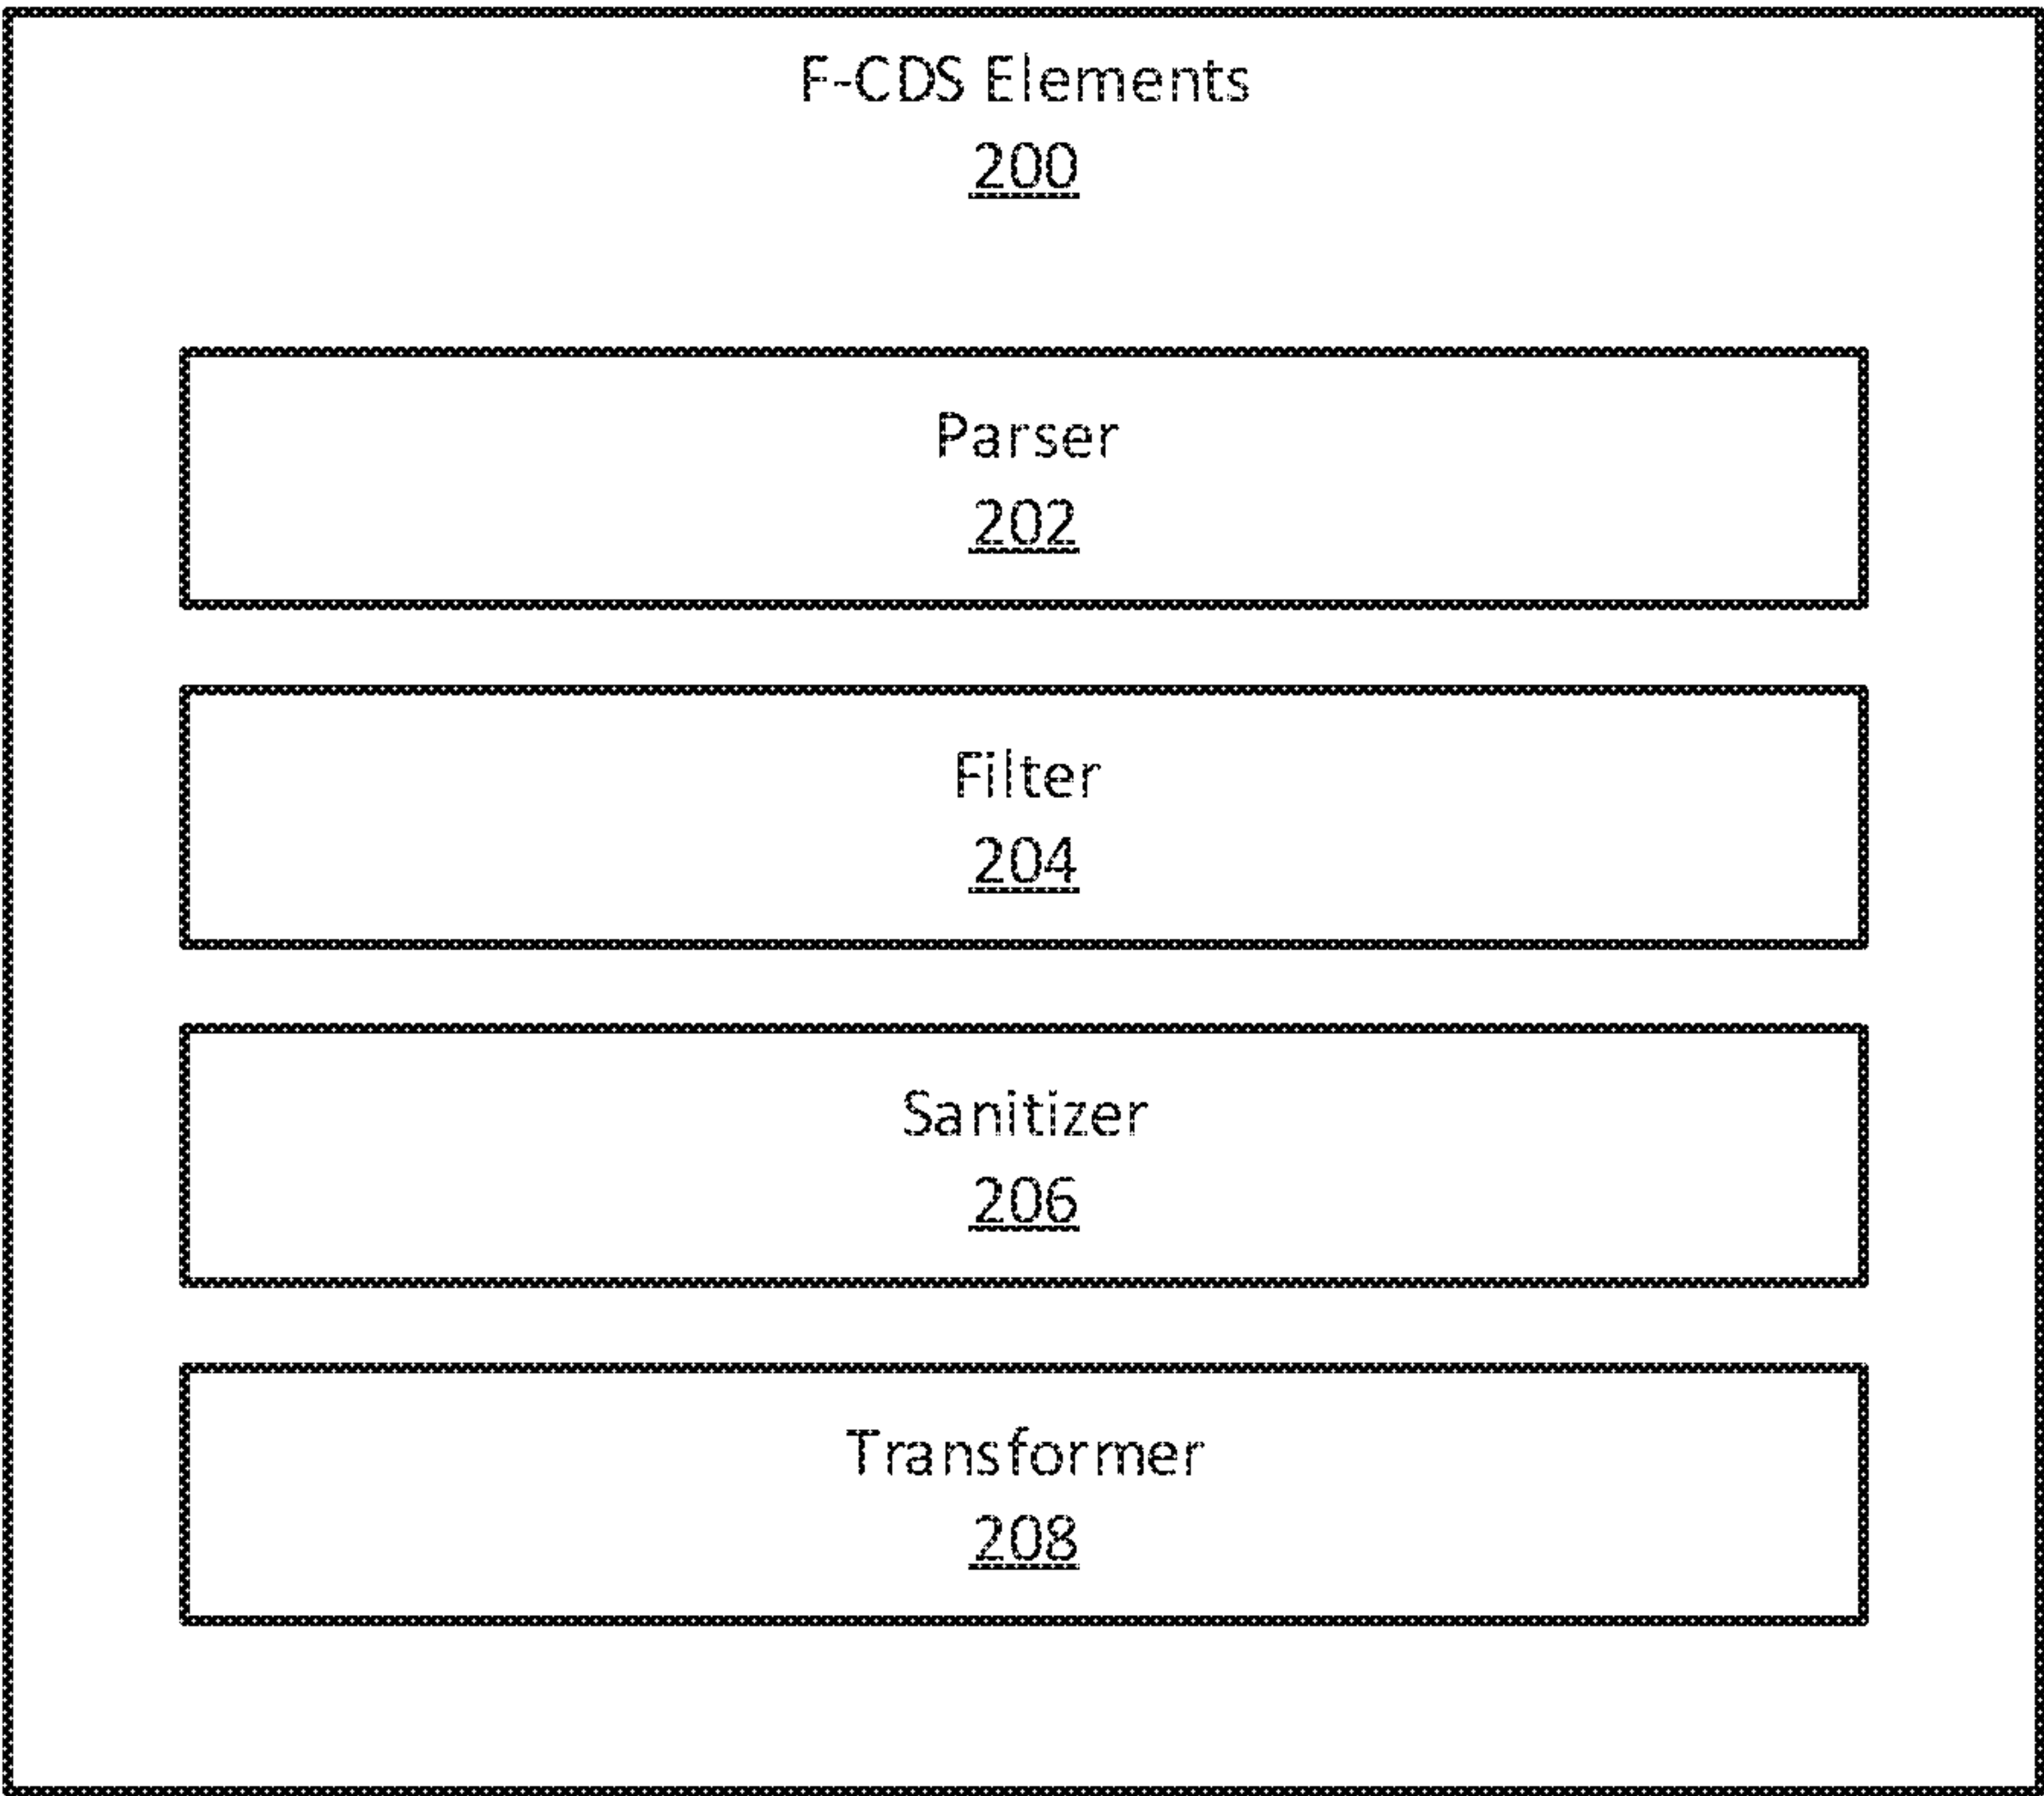 F-CDS Elements
200
Parser
202
Filter
204
Sanitizer
206
Transformer
208